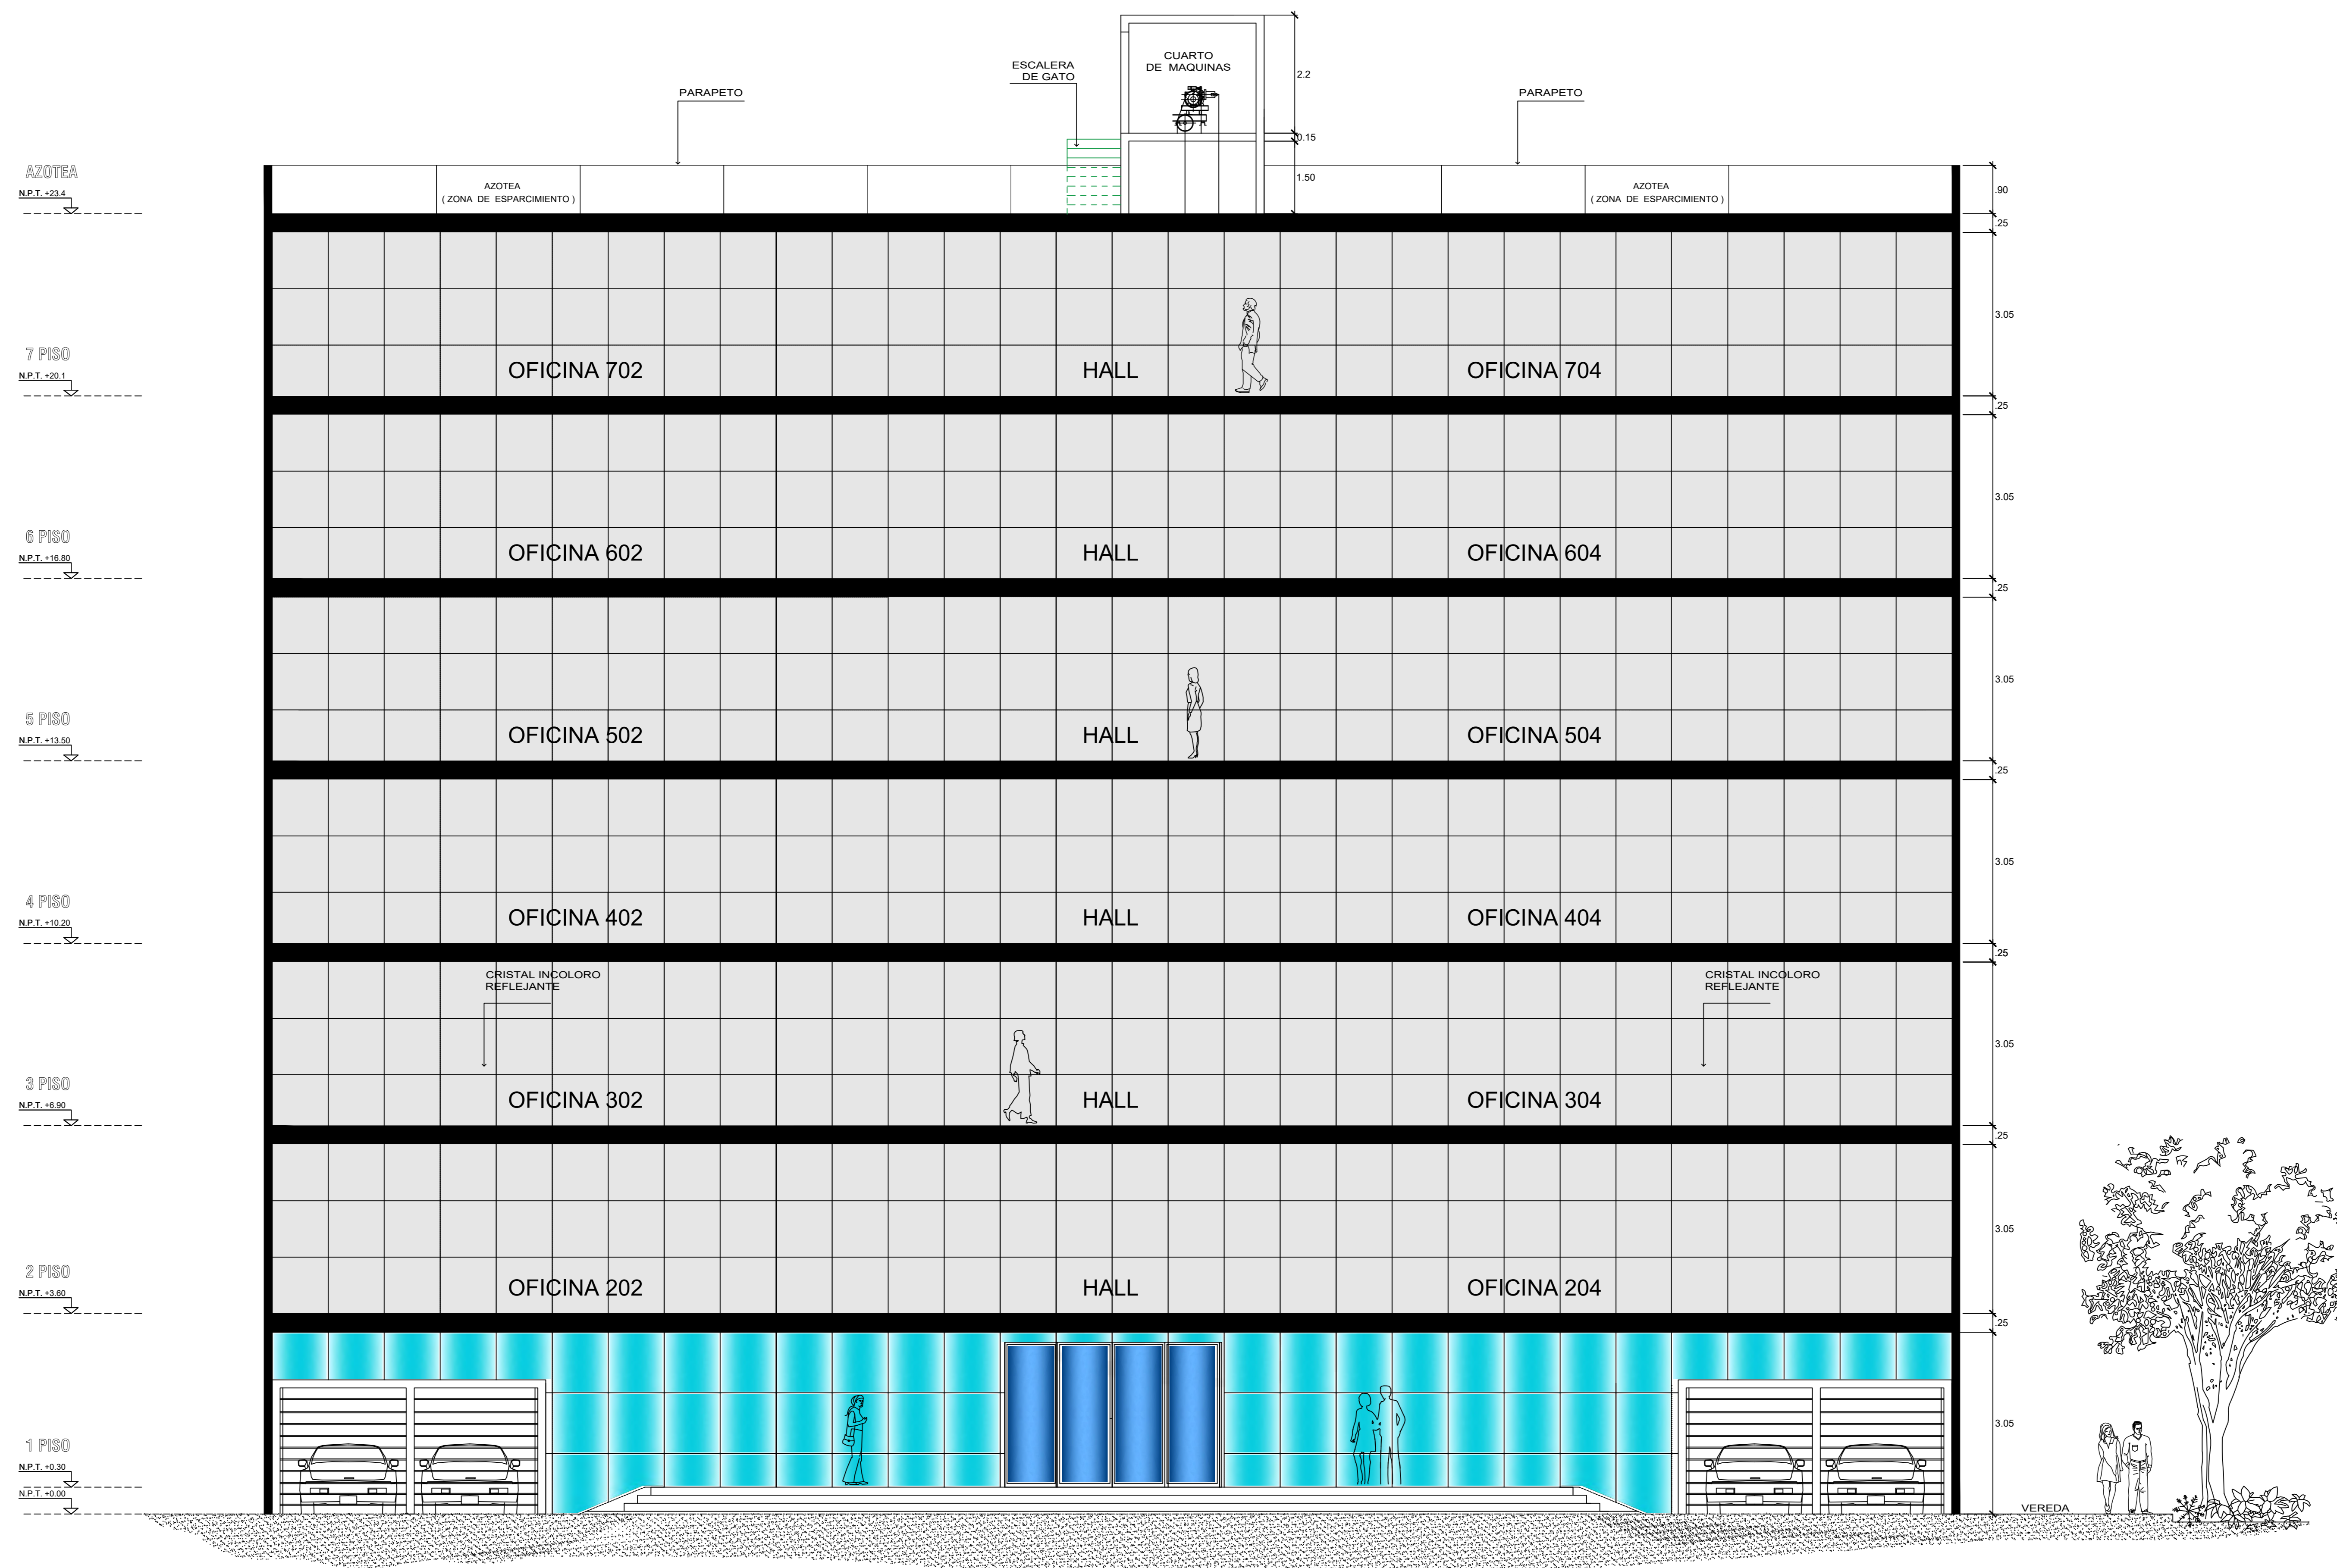 CUARTO
DE MAQUINAS
ESCALERA
DE GATO
2.2
PARAPETO
PARAPETO
0.15
AZOTEA
N.P.T. +23.4
AZOTEA
( ZONA DE ESPARCIMIENTO )
1.50
AZOTEA
( ZONA DE ESPARCIMIENTO )
.90
.25
3.05
7 PISO
N.P.T. +20.1
OFICINA 702
HALL
OFICINA 704
.25
3.05
6 PISO
N.P.T. +16.80
OFICINA 602
HALL
OFICINA 604
.25
3.05
5 PISO
N.P.T. +13.50
OFICINA 502
HALL
OFICINA 504
.25
3.05
4 PISO
N.P.T. +10.20
OFICINA 402
HALL
OFICINA 404
.25
CRISTAL INCOLORO
REFLEJANTE
CRISTAL INCOLORO
REFLEJANTE
3.05
3 PISO
N.P.T. +6.90
OFICINA 302
HALL
OFICINA 304
.25
3.05
2 PISO
N.P.T. +3.60
OFICINA 202
HALL
OFICINA 204
.25
3.05
1 PISO
N.P.T. +0.30
N.P.T. +0.00
VEREDA